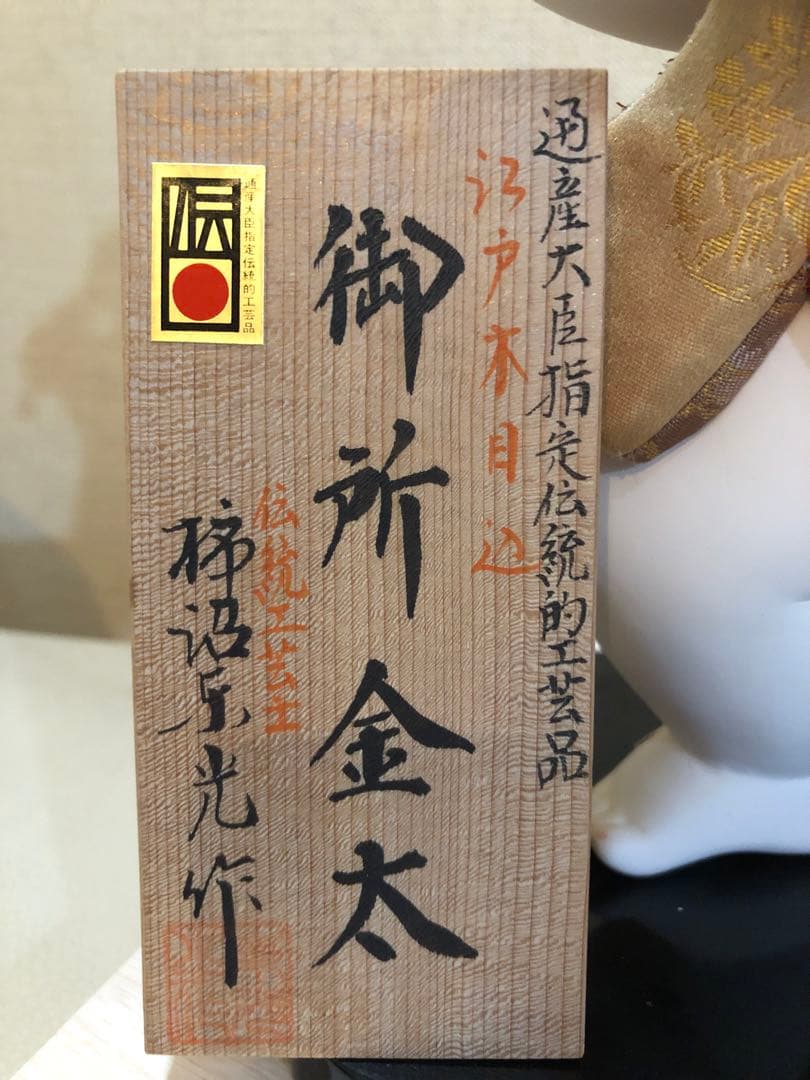 通産大臣指定伝統的工芸品
江戸木目込
御所金太
伝統工芸士
柿沼東光作
伝
通産大臣指定伝統的工芸品